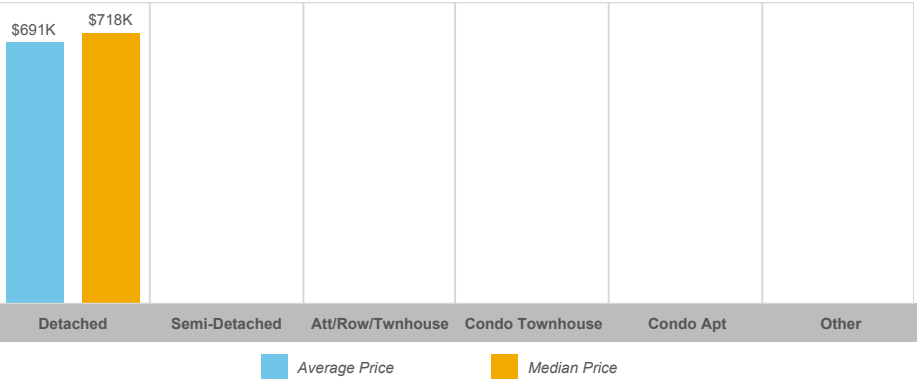 $691K
$718K
Detached Semi-Detached Att/Row/Twnhouse Condo Townhouse Condo Apt Other
Average Price Median Price